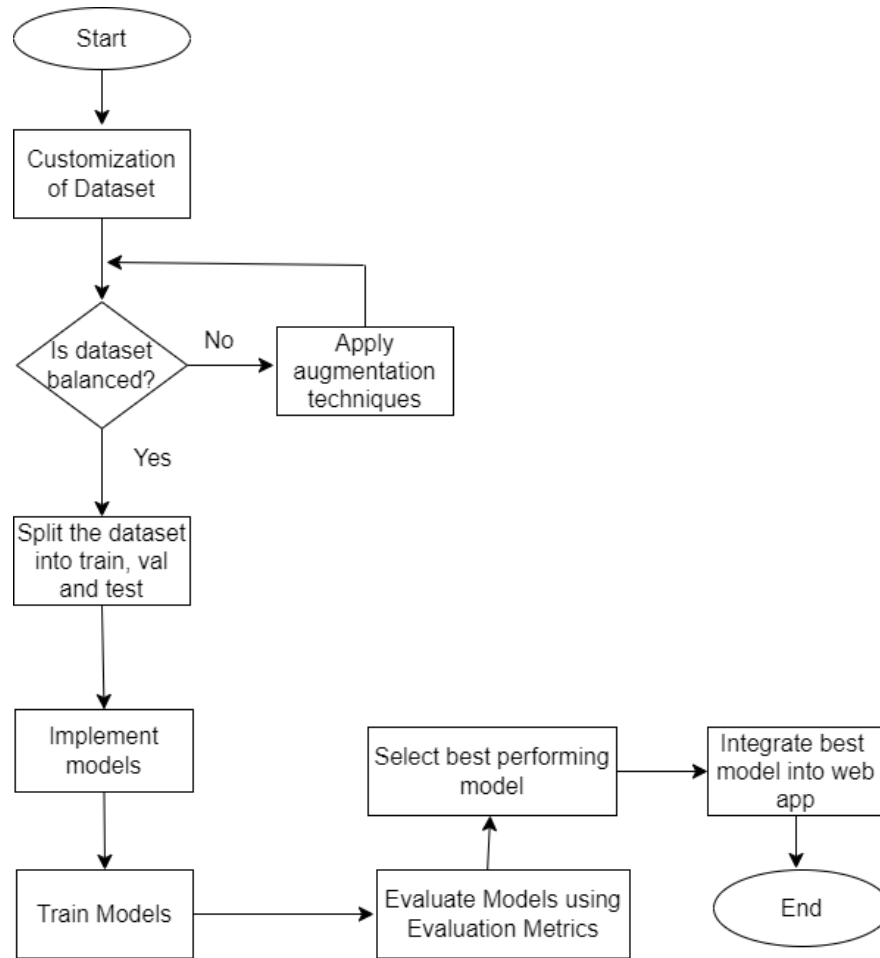 Start
Customization
of Dataset
Is dataset
balanced?
No
Apply
augmentation
techniques
Yes
Split the dataset
into train, val
and test
Implement
models
Train Models
Evaluate Models using
Evaluation Metrics
Select best performing
model
Integrate best
model into web
app
End